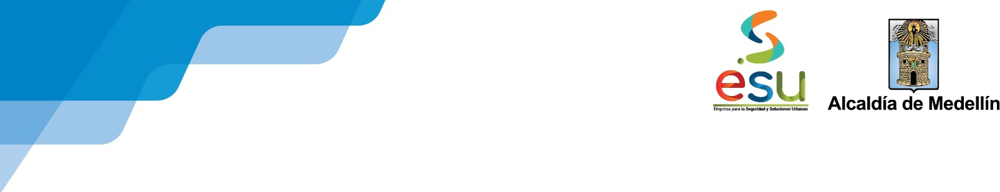 esu
Empresa para la Seguridad y Soluciones Urbanas
Alcaldía de Medellín